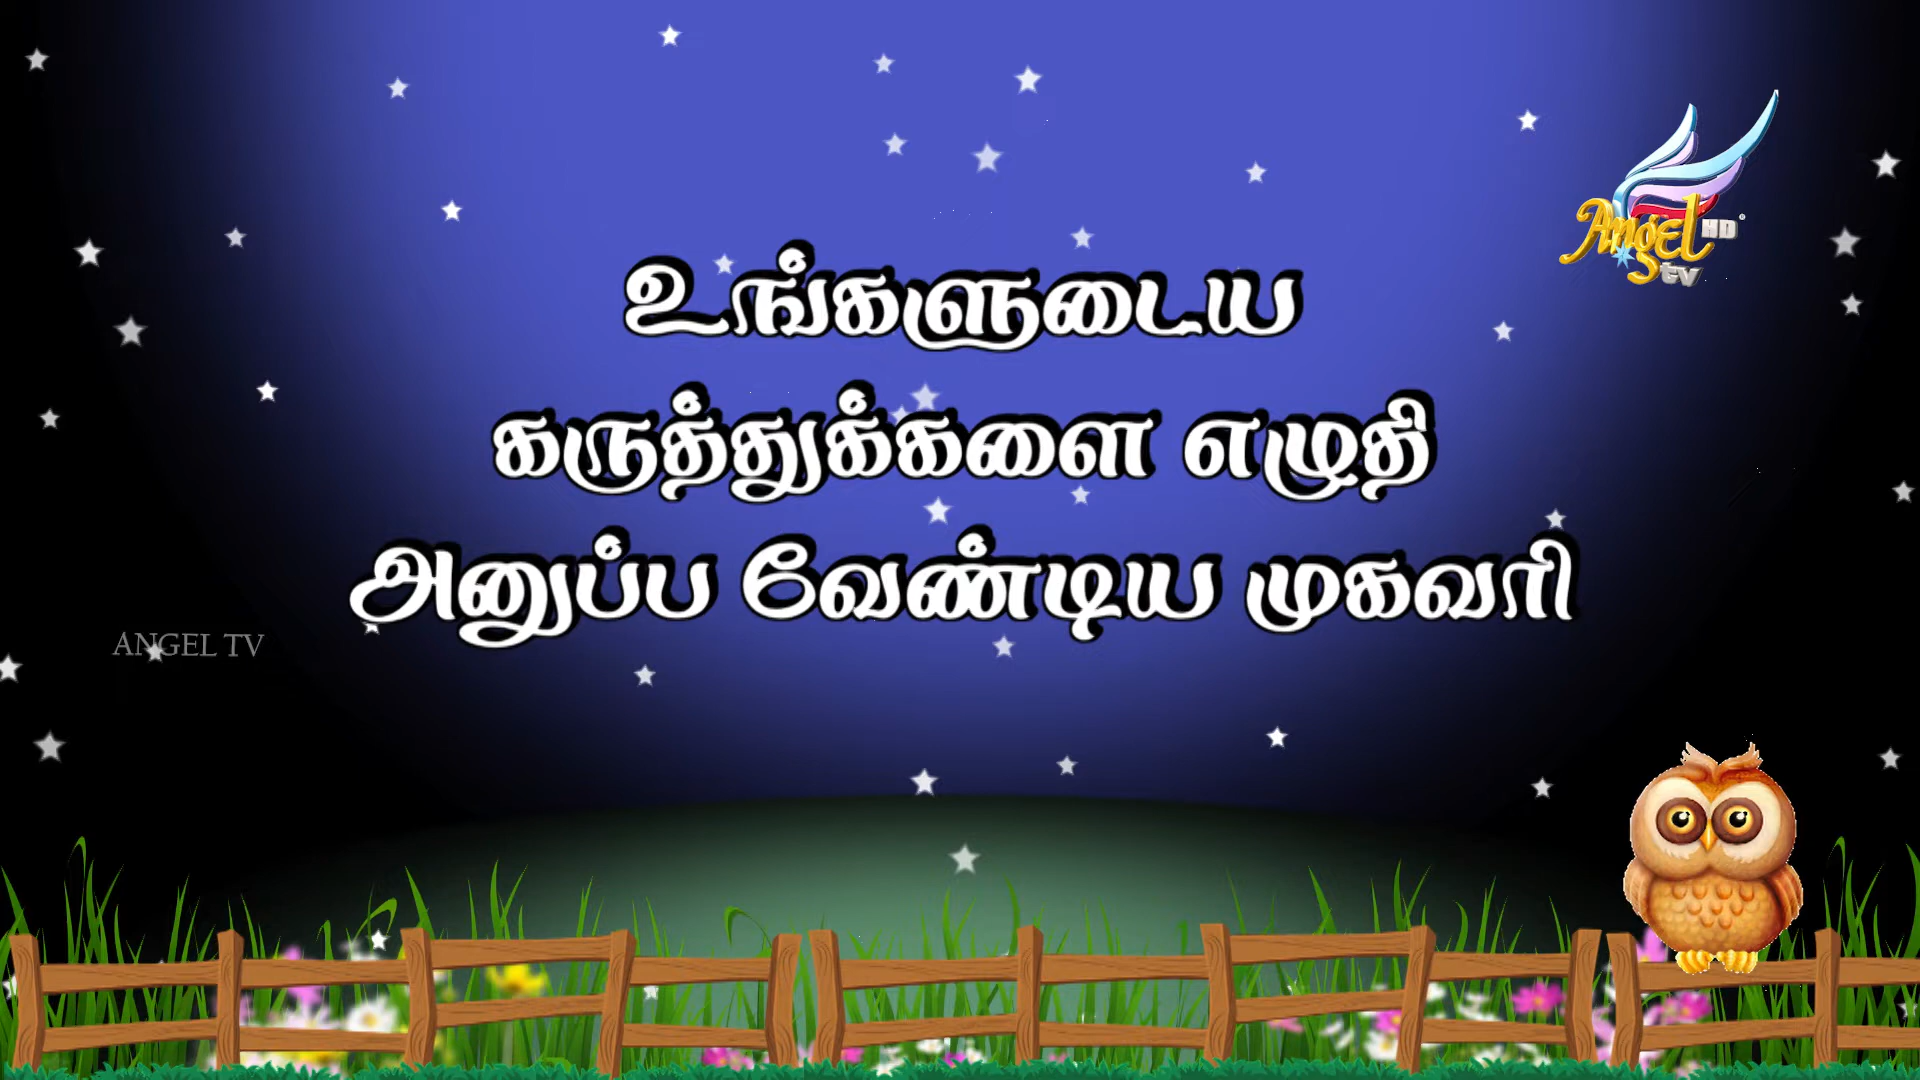 Angel HD
tv
உங்களுடைய
கருத்துக்களை எழுதி
அனுப்ப வேண்டிய முகவரி
ANGEL TV